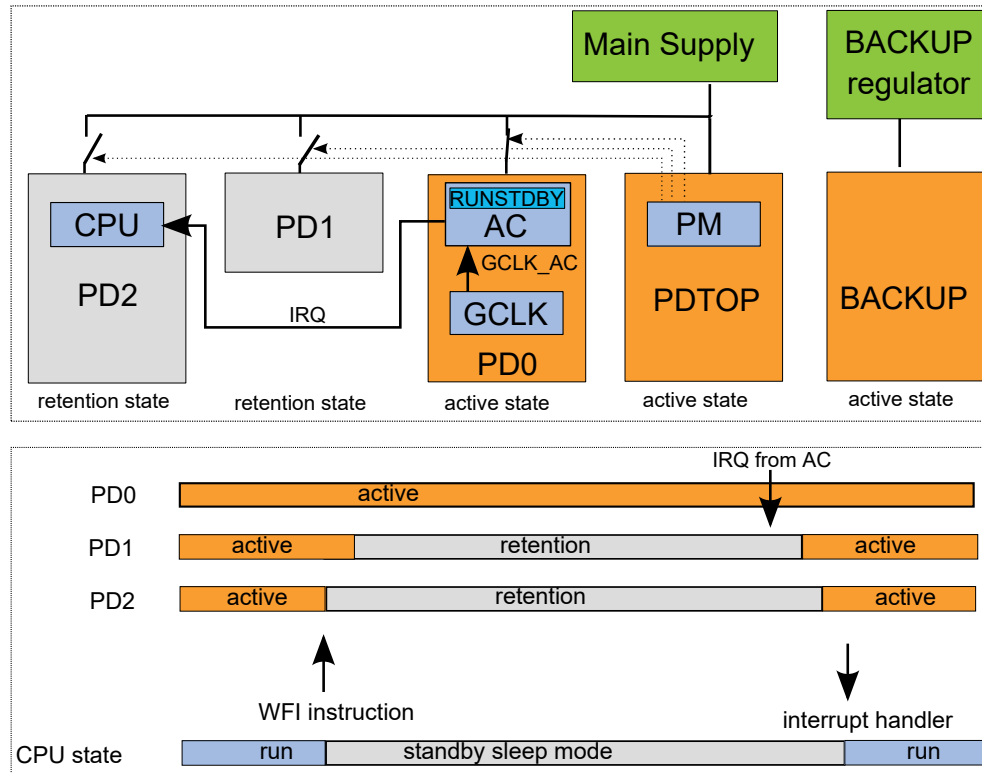 Main Supply
BACKUP
regulator
CPU
PD2
PD1
RUNSTDBY
AC
GCLK_AC
GCLK
PD0
PM
PDTOP
BACKUP
IRQ
retention state
retention state
active state
active state
active state
IRQ from AC
PD0
active
PD1
active
retention
active
PD2
active
retention
active
WFI instruction
interrupt handler
CPU state
run
standby sleep mode
run